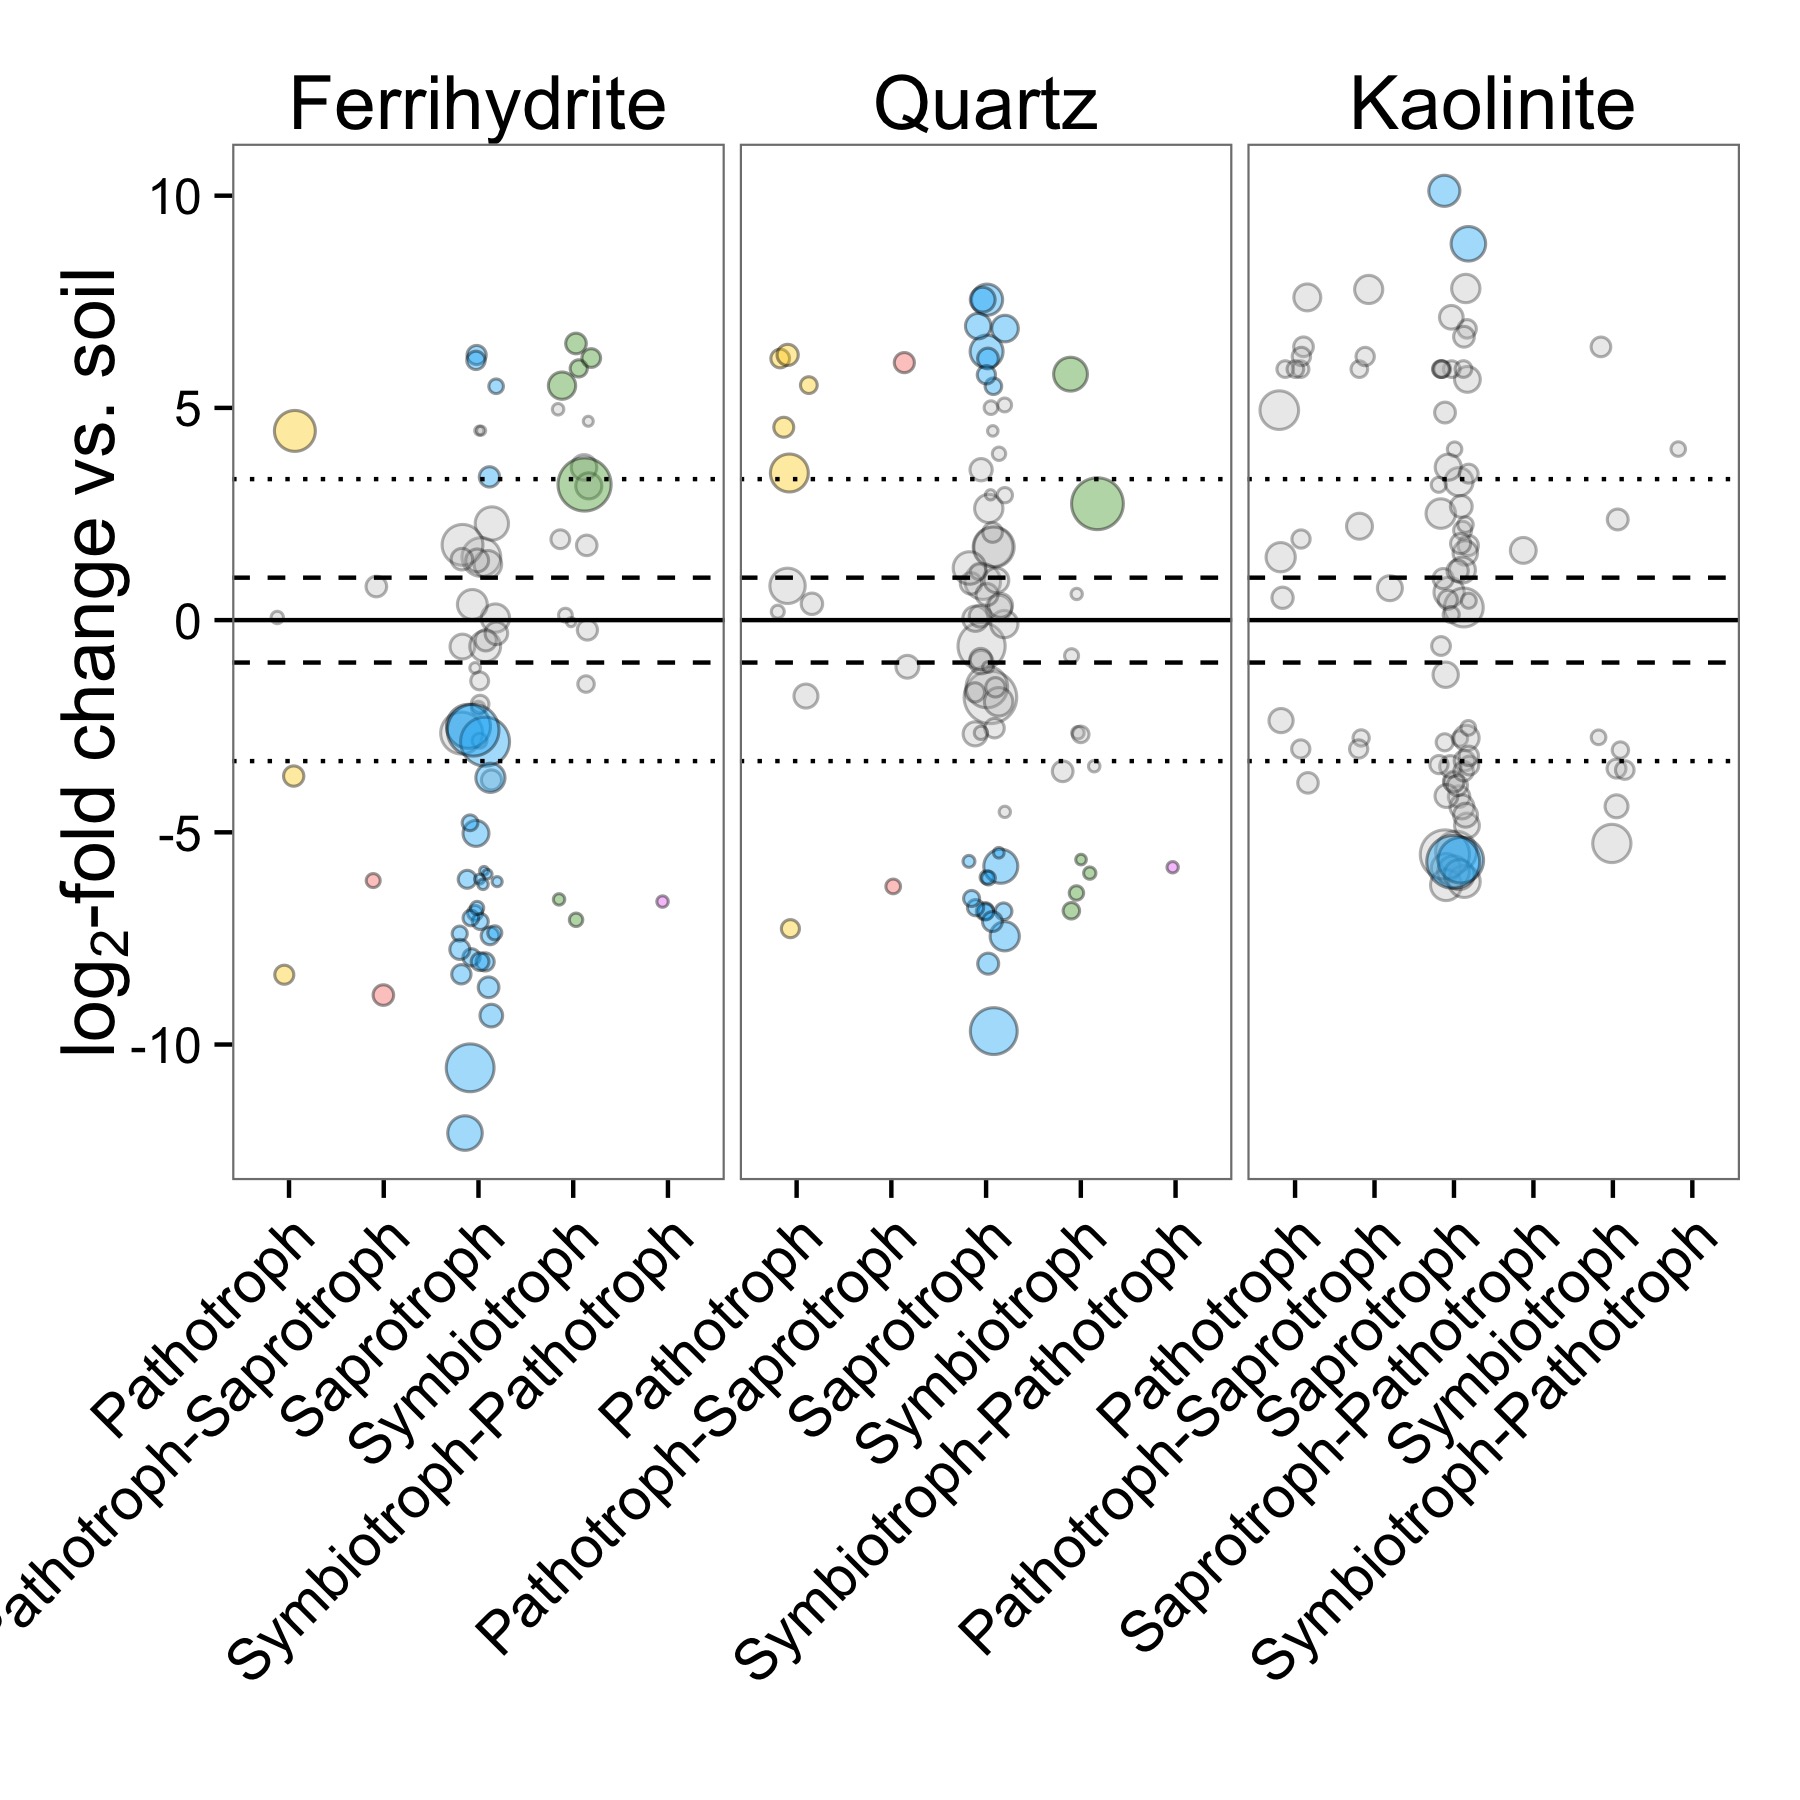 Ferrihydrite
Quartz
Kaolinite
log2-fold change vs. soil
10
5
0
-5
-10
Pathotroph
athotroph-Saprotroph
Saprotroph
Symbiotroph
Symbiotroph-Pathotroph
Pathotroph
Pathotroph-Saprotroph
Saprotroph
Symbiotroph
Symbiotroph-Pathotroph
Pathotroph
Pathotroph-Saprotroph
Saprotroph
Saprotroph-Pathotroph
Symbiotroph
Symbiotroph-Pathotroph